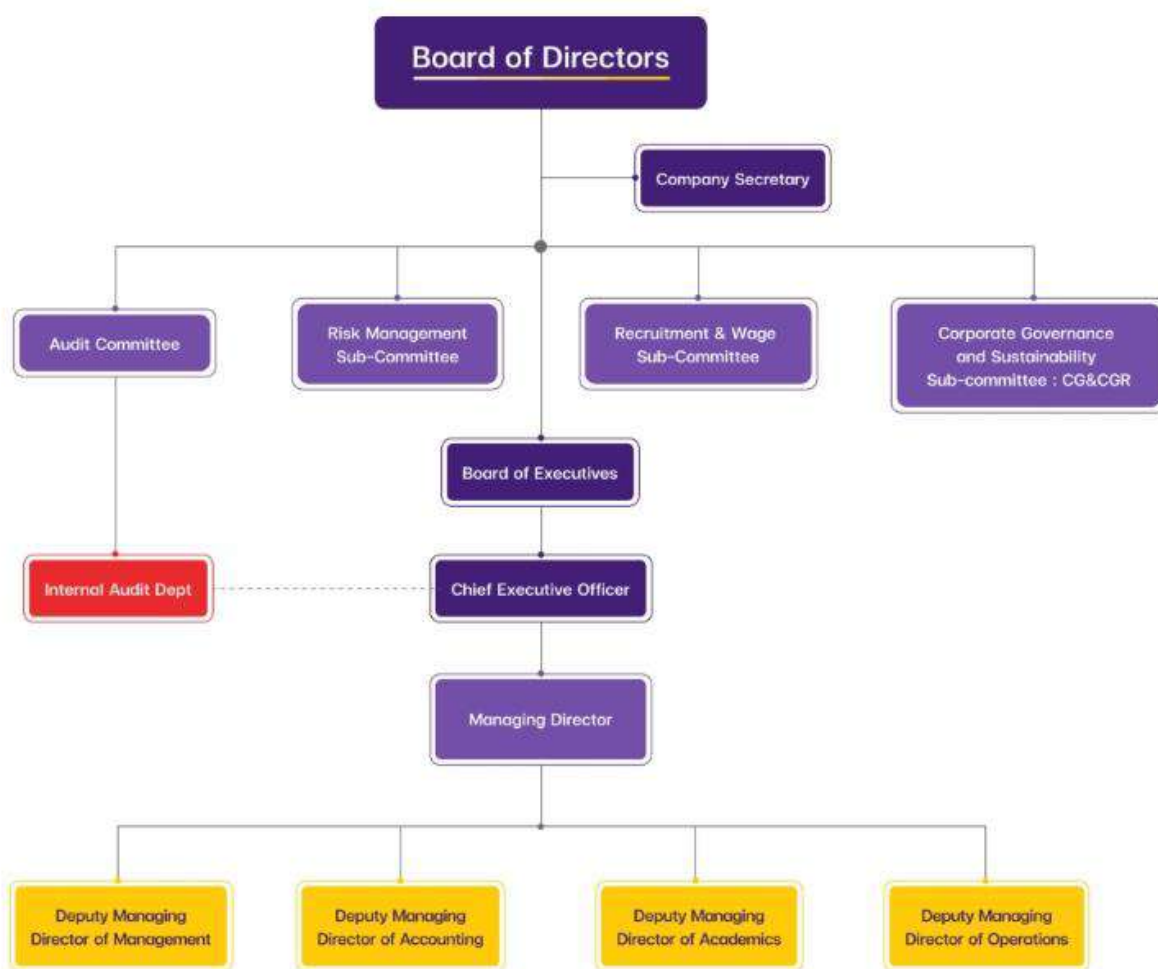 Board of Directors
Company Secretary
Audit Committee
Risk Management
Sub-Committee
Recruitment & Wage
Sub-Committee
Corporate Governance
and Sustainability
Sub-committee : CG&CGR
Board of Executives
Internal Audit Dept
Chief Executive Officer
Managing Director
Deputy Managing
Director of Management
Deputy Managing
Director of Accounting
Deputy Managing
Director of Academics
Deputy Managing
Director of Operations